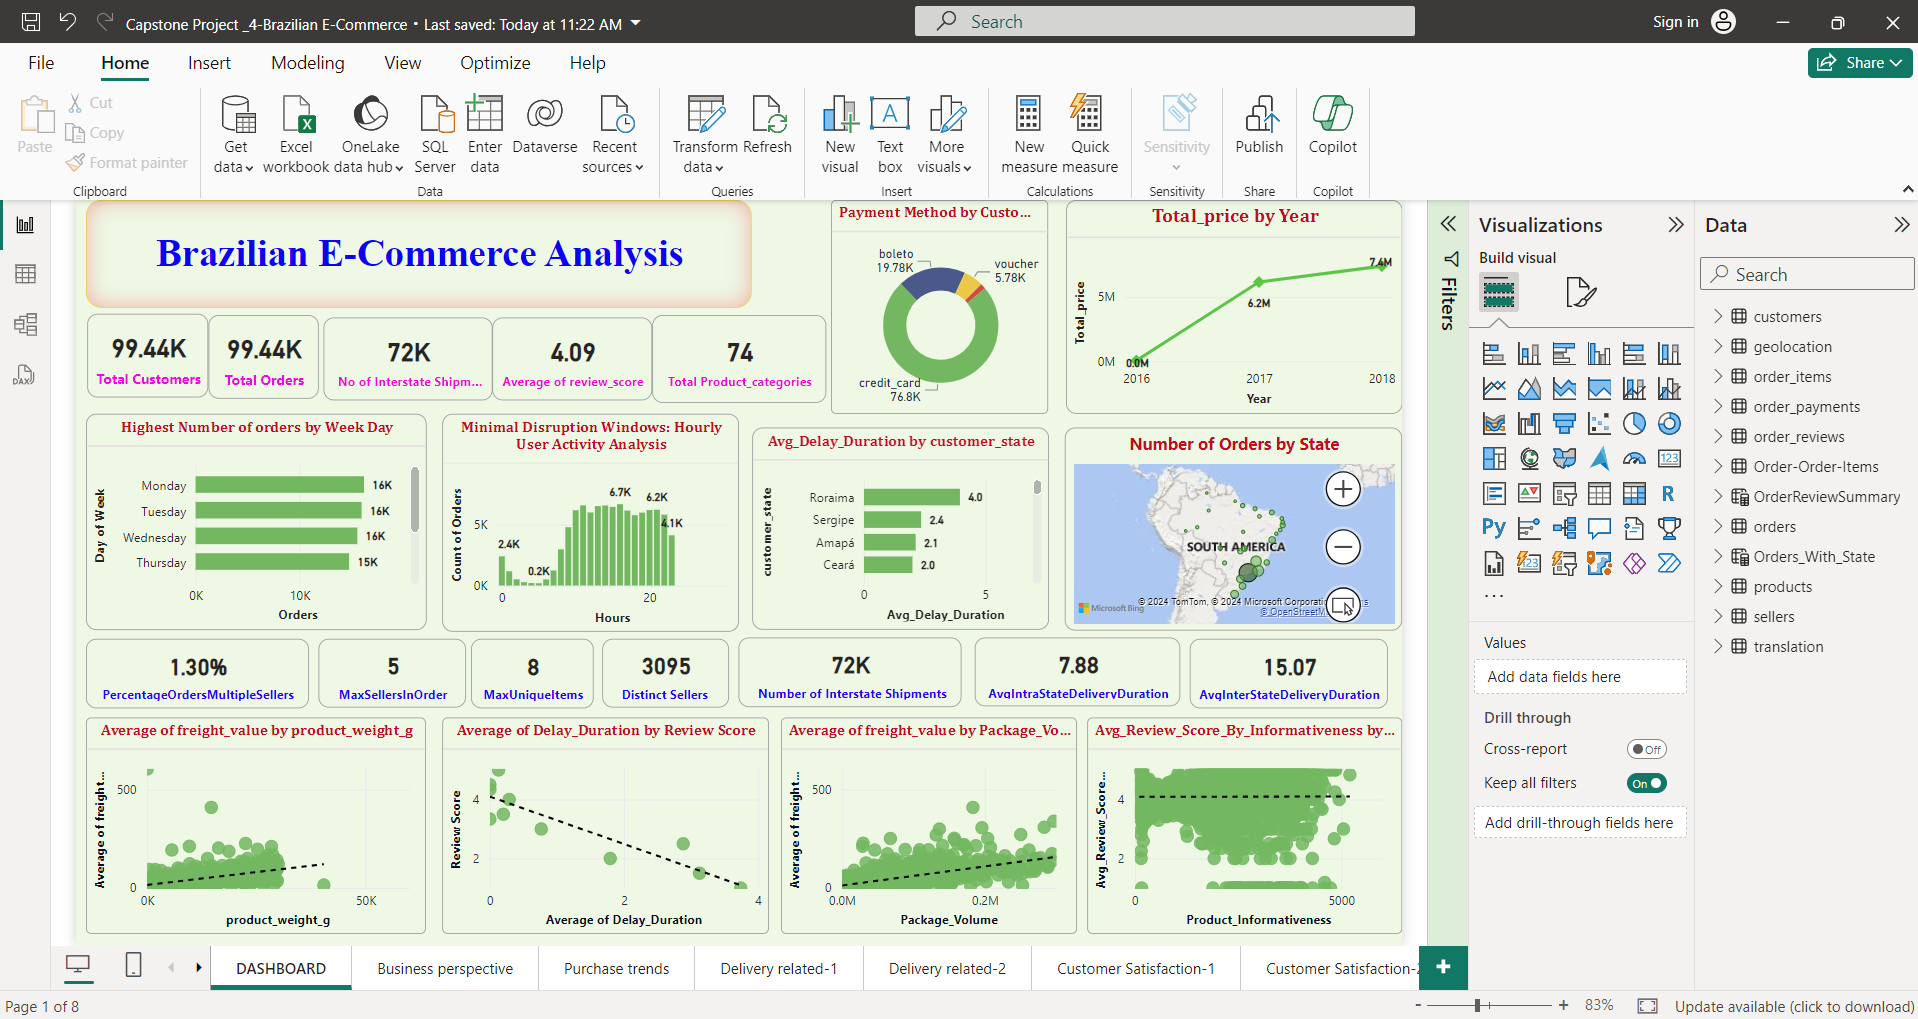 Capstone Project _4-Brazilian E-Commerce • Last saved: Today at 11:22 AM
Search
Sign in
File
Home
Insert
Modeling
View
Optimize
Help
Share
Paste
Cut
Copy
Format painter
Clipboard
Get data
Excel workbook
OneLake data hub
SQL Server
Enter data
Dataverse
Recent sources
Data
Transform data
Refresh
Queries
New visual
Text box
More visuals
Insert
New measure
Quick measure
Calculations
Sensitivity
Sensitivity
Publish
Share
Copilot
Copilot
Brazilian E-Commerce Analysis
99.44K
Total Customers
99.44K
Total Orders
72K
No of Interstate Shipm...
4.09
Average of review_score
74
Total Product_categories
Payment Method by Custo...
boleto
19.78K
voucher
5.78K
credit_card
76.8K
Total_price by Year
Total_price
5M
0M
0.0M
6.2M
7.4M
2016
2017
2018
Year
Highest Number of orders by Week Day
Day of Week
Monday
16K
Tuesday
16K
Wednesday
16K
Thursday
15K
0K
10K
Orders
Minimal Disruption Windows: Hourly
User Activity Analysis
Count of Orders
5K
0K
2.4K
0.2K
6.7K
6.2K
4.1K
0
20
Hours
Avg_Delay_Duration by customer_state
customer_state
Roraima
4.0
Sergipe
2.4
Amapá
2.1
Ceará
2.0
0
5
Avg_Delay_Duration
Number of Orders by State
SOUTH AMERICA
Microsoft Bing
© 2024 TomTom, © 2024 Microsoft Corporatio
© OpenStreetM
1.30%
PercentageOrdersMultipleSellers
5
MaxSellersInOrder
8
MaxUniqueItems
3095
Distinct Sellers
72K
Number of Interstate Shipments
7.88
AvgIntraStateDeliveryDuration
15.07
AvgInterStateDeliveryDuration
Average of freight_value by product_weight_g
Average of freight...
500
0
0K
50K
product_weight_g
Average of Delay_Duration by Review Score
Review Score
4
2
0
2
4
Average of Delay_Duration
Average of freight_value by Package_Vo...
Average of freight...
500
0
0.0M
0.2M
Package_Volume
Avg_Review_Score_By_Informativeness by...
Avg_Review_Score...
4
2
0
5000
Product_Informativeness
Filters
Visualizations
Build visual
123
R
Py
123
...
Values
Add data fields here
Drill through
Cross-report
Off
Keep all filters
On
Add drill-through fields here
Data
Search
customers
geolocation
order_items
order_payments
order_reviews
Order-Order-Items
OrderReviewSummary
orders
Orders_With_State
products
sellers
translation
DASHBOARD
Business perspective
Purchase trends
Delivery related-1
Delivery related-2
Customer Satisfaction-1
Customer Satisfaction-2
Page 1 of 8
- + 83%
Update available (click to download)
DAX